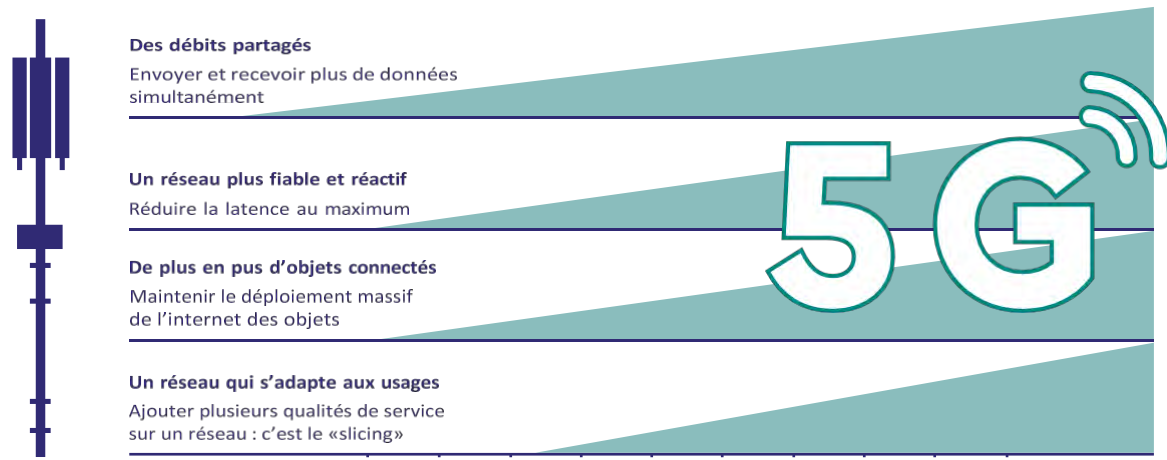 Des débits partagés
Envoyer et recevoir plus de données
simultanément
Un réseau plus fiable et réactif
Réduire la latence au maximum
5G
De plus en pus d’objets connectés
Maintenir le déploiement massif
de l’internet des objets
Un réseau qui s’adapte aux usages
Ajouter plusieurs qualités de service
sur un réseau : c’est le «slicing»